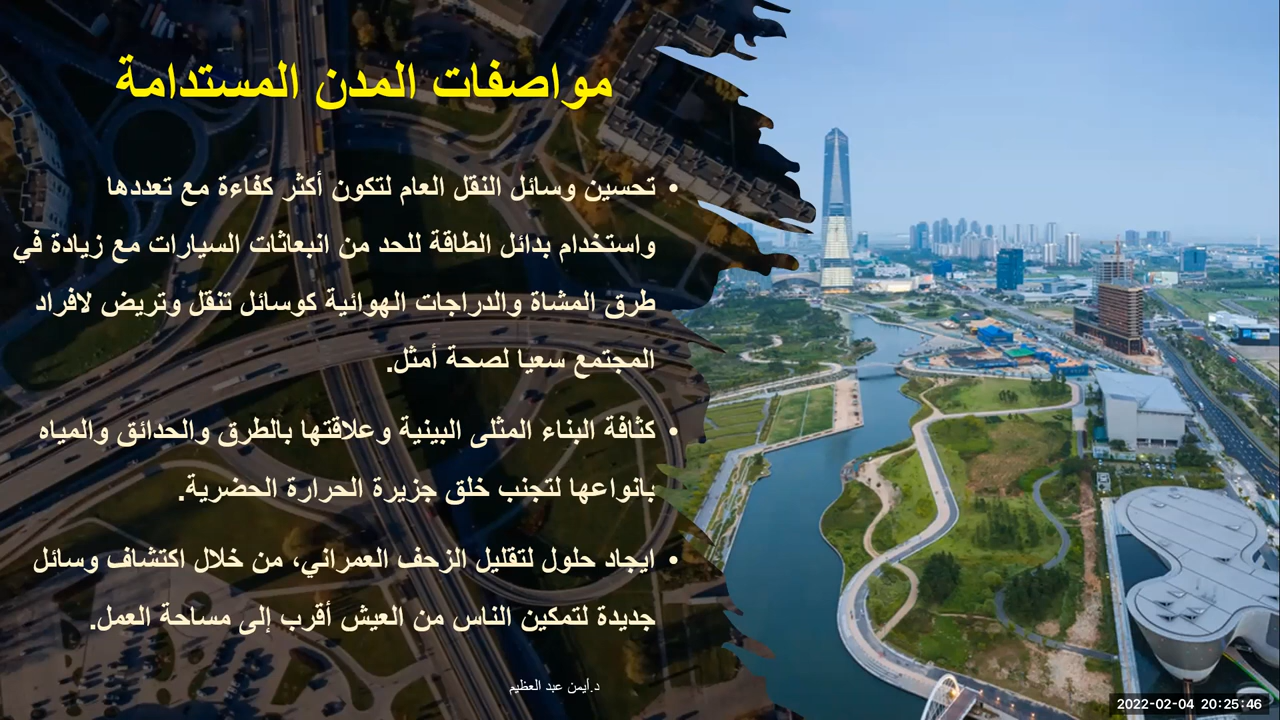 مواصفات المدن المستدامة
• تحسين وسائل النقل العام لتكون أكثر كفاءة مع تعددها
واستخدام بدائل الطاقة للحد من انبعاثات السيارات مع زيادة في
طرق المشاة والدراجات الهوائية كوسائل تنقل وتريض لافراد
المجتمع سعيا لصحة أمثل.
• كثافة البناء المثلى البينية وعلاقتها بالطرق والحدائق والمياه
بانواعها لتجنب خلق جزيرة الحرارة الحضرية.
• ايجاد حلول لتقليل الزحف العمراني، من خلال اكتشاف وسائل
جديدة لتمكين الناس من العيش أقرب إلى مساحة العمل.
د.أيمن عبد العظيم
2022-02-04 20:25:46